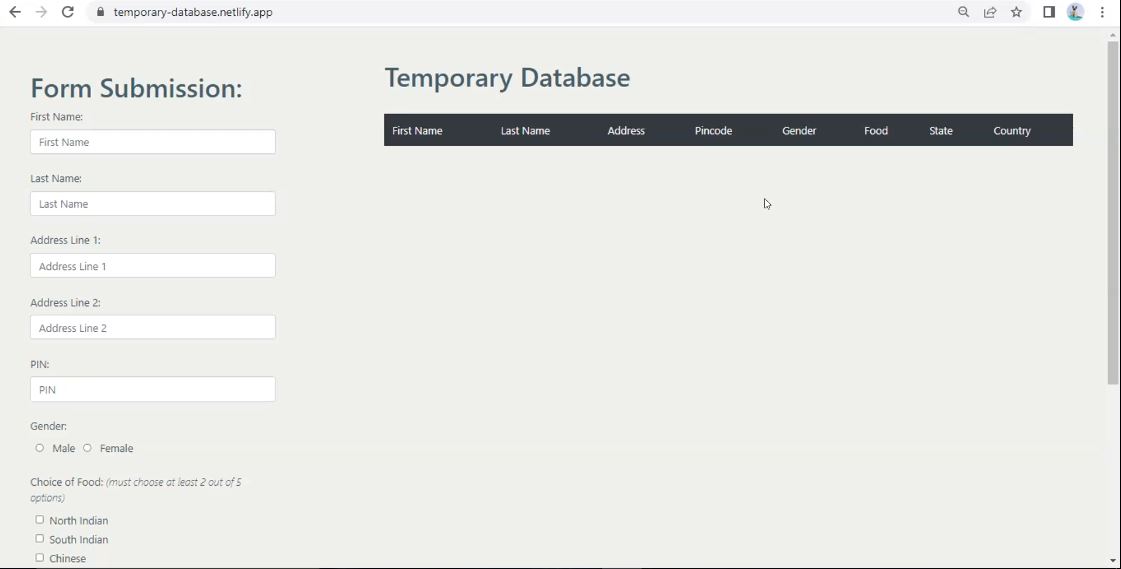 temporary-database.netlify.app
Form Submission:
First Name:
First Name
Last Name:
Last Name
Address Line 1:
Address Line 1
Address Line 2:
Address Line 2
PIN:
PIN
Gender:
Male Female
Choice of Food: (must choose at least 2 out of 5
options)
North Indian
South Indian
Chinese
Temporary Database
First Name Last Name Address Pincode Gender Food State Country